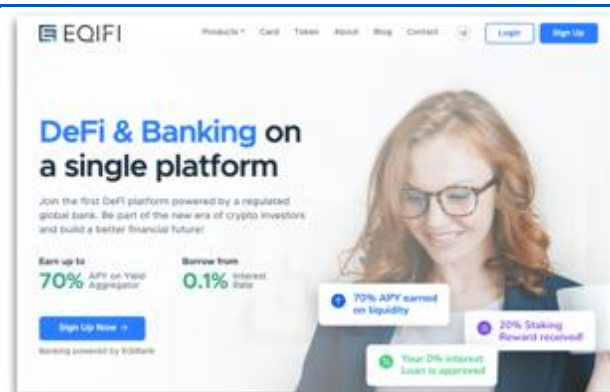 EQIFI
Products Card Token About Blog Contact Login Sign Up
DeFi & Banking on
a single platform
Join the first DeFi platform powered by a regulated
global bank. Be part of the new era of crypto investors
and build a better financial future!
Earn up to Borrow from
70% APY on Yield Aggregator 0.1% Interest Rate
70% APY earned
on liquidity
Sign Up Now →
20% Staking
Reward received!
Banking powered by EQIBank
Your 0% interest
Loan is approved